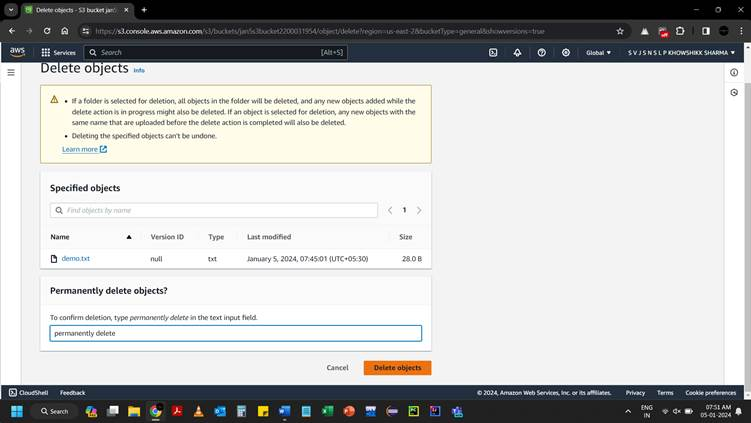 Delete objects - S3 bucket jan5s
https://s3.console.aws.amazon.com/s3/buckets/jan5s3bucket2200031954/object/delete?region=us-east-2&bucketType=general&showversions=true
aws
Services
Search
[Alt+S]
Global
S V J S N S L P KHOWSHIKK SHARMA
Delete objects Info
If a folder is selected for deletion, all objects in the folder will be deleted, and any new objects added while the
delete action is in progress might also be deleted. If an object is selected for deletion, any new objects with the
same name that are uploaded before the delete action is completed will also be deleted.
Deleting the specified objects can't be undone.
Learn more
Specified objects
Find objects by name
1
Name Version ID Type Last modified Size
demo.txt null txt January 5, 2024, 07:45:01 (UTC+05:30) 28.0 B
Permanently delete objects?
To confirm deletion, type permanently delete in the text input field.
permanently delete
Cancel Delete objects
CloudShell Feedback © 2024, Amazon Web Services, Inc. or its affiliates. Privacy Terms Cookie preferences
Search
ENG
IN
07:51 AM
05-01-2024